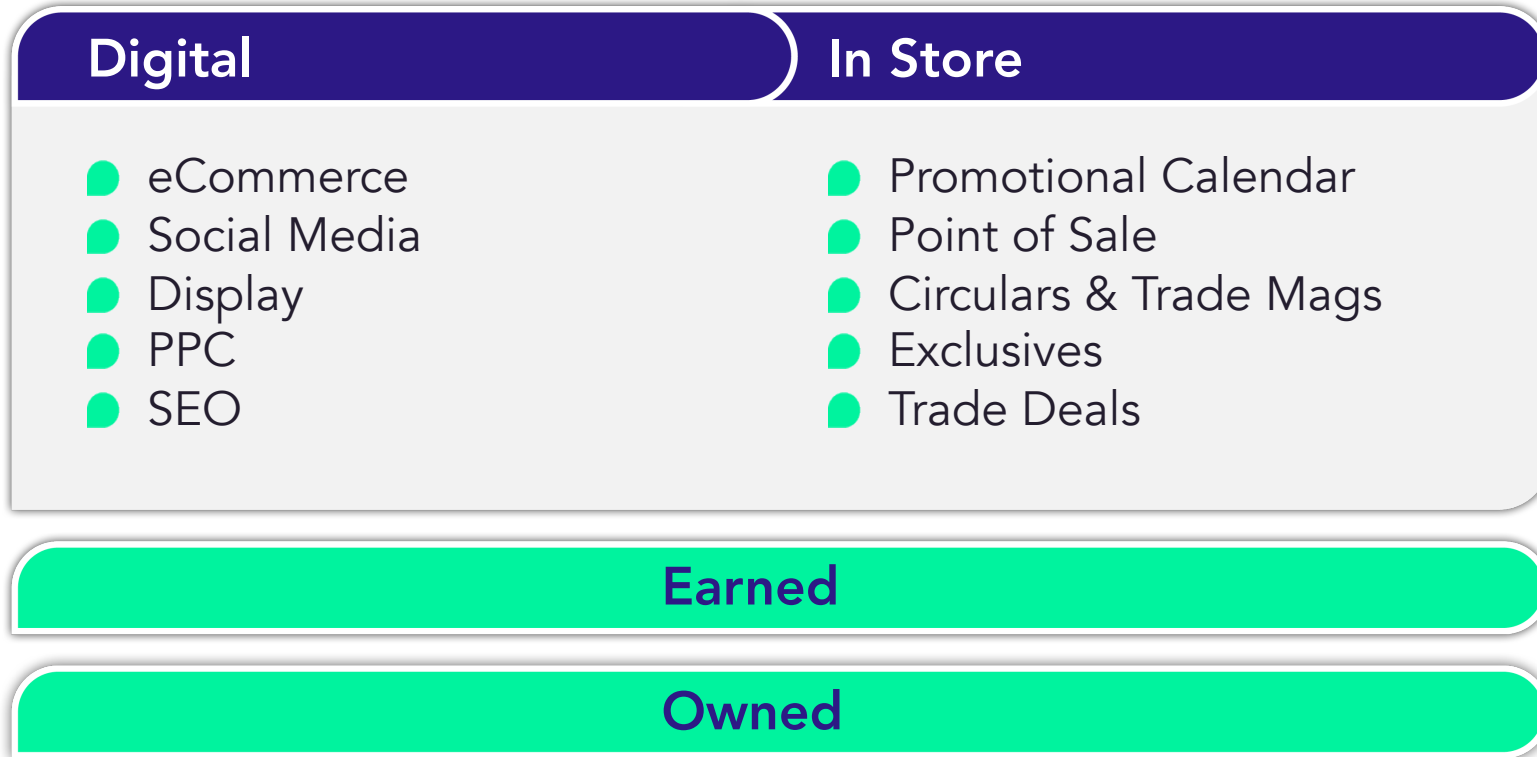 Digital
eCommerce
Social Media
Display
PPC
SEO
In Store
Promotional Calendar
Point of Sale
Circulars & Trade Mags
Exclusives
Trade Deals
Earned
Owned